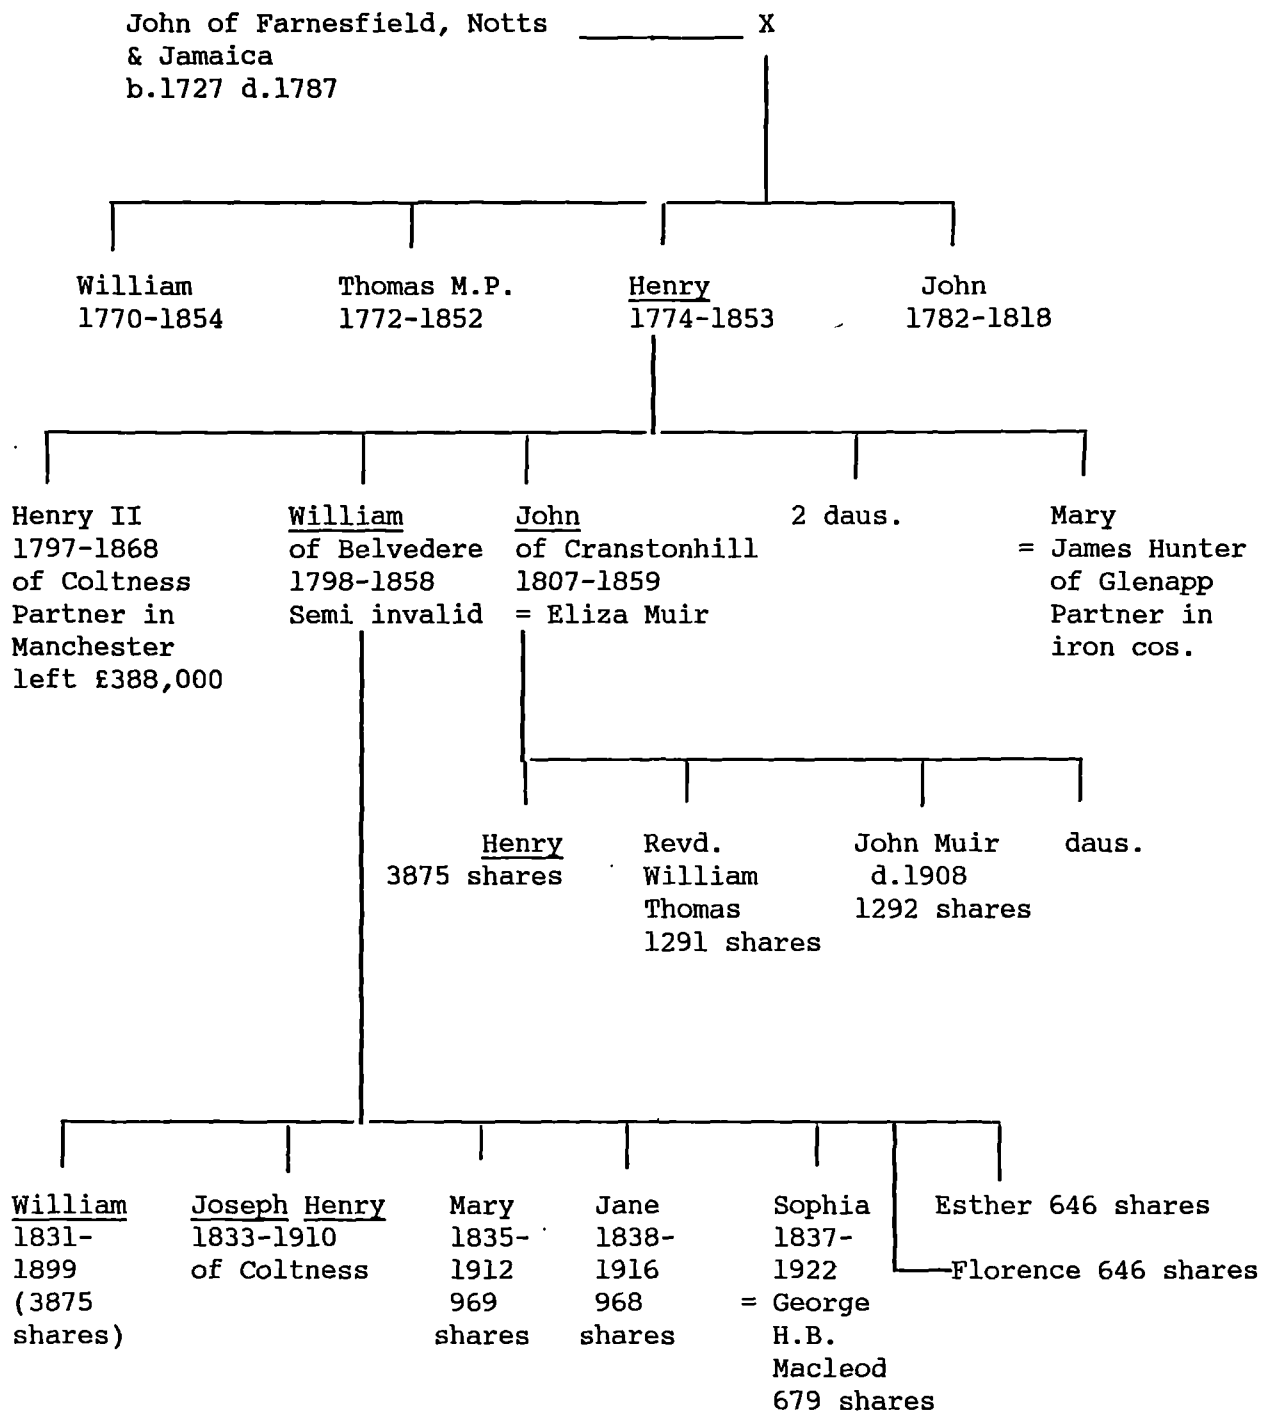 John of Farnesfield, Notts X
& Jamaica
b.1727 d.1787
William
1770-1854
Thomas M.P.
1772-1852
Henry
1774-1853
John
1782-1818
Henry II
1797-1868
of Coltness
Partner in
Manchester
left £388,000
William
of Belvedere
1798-1858
Semi invalid
John
of Cranstonhill
1807-1859
= Eliza Muir
2 daus.
Mary
= James Hunter
of Glenapp
Partner in
iron cos.
Henry
3875 shares
Revd.
William
Thomas
1291 shares
John Muir
d.1908
1292 shares
daus.
William
1831-
1899
(3875
shares)
Joseph Henry
1833-1910
of Coltness
Mary
1835-
1912
969
shares
Jane
1838-
1916
968
shares
Sophia
1837-
1922
= George
H.B.
Macleod
679 shares
Esther 646 shares
Florence 646 shares